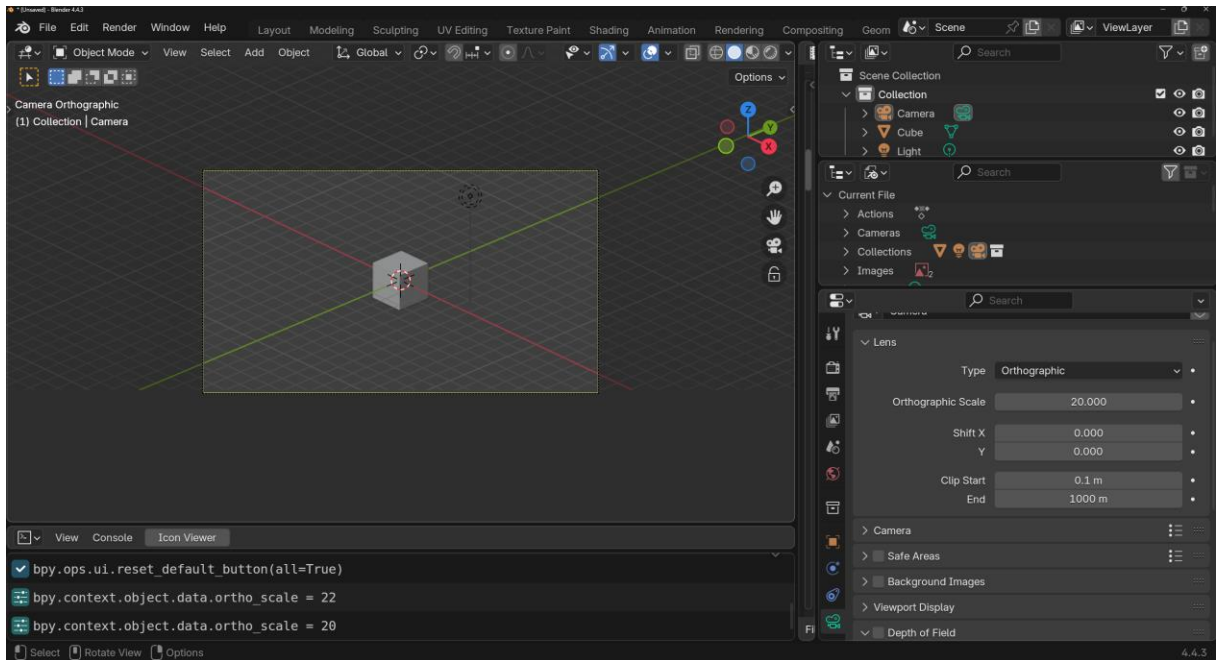 * [Unsaved] - Blender 4.4.3
File Edit Render Window Help Layout Modeling Sculpting UV Editing Texture Paint Shading Animation Rendering Compositing Geom Scene ViewLayer
Object Mode View Select Add Object Global
Options
Camera Orthographic
(1) Collection | Camera
Z
Y
X
Search
Scene Collection
Collection
Camera
Cube
Light
Search
Current File
Actions
Cameras
Collections
Images 2
Search
Lens
Type Orthographic
Orthographic Scale 20.000
Shift X 0.000
Y 0.000
Clip Start 0.1 m
End 1000 m
Camera
Safe Areas
Background Images
Viewport Display
Depth of Field
View Console Icon Viewer
bpy.ops.ui.reset_default_button(all=True)
bpy.context.object.data.ortho_scale = 22
bpy.context.object.data.ortho_scale = 20
Fi
Select Rotate View Options 4.4.3